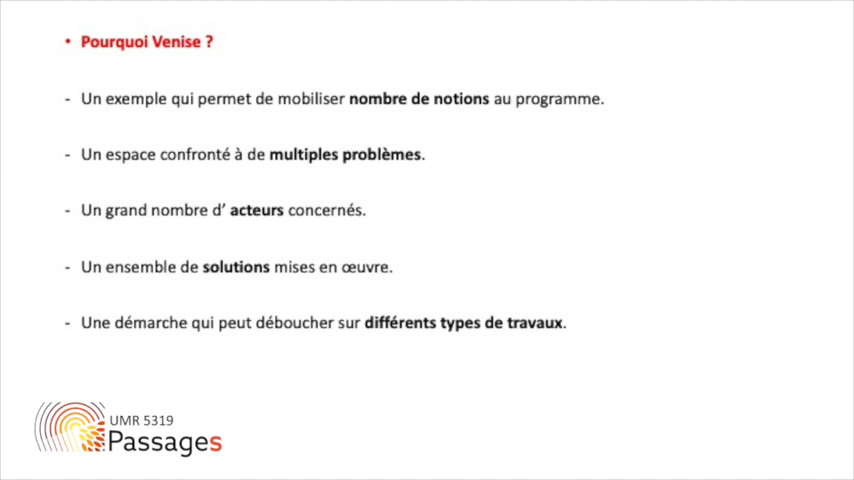 • Pourquoi Venise ?
- Un exemple qui permet de mobiliser nombre de notions au programme.
- Un espace confronté à de multiples problèmes.
- Un grand nombre d’ acteurs concernés.
- Un ensemble de solutions mises en œuvre.
- Une démarche qui peut déboucher sur différents types de travaux.
UMR 5319
Passages